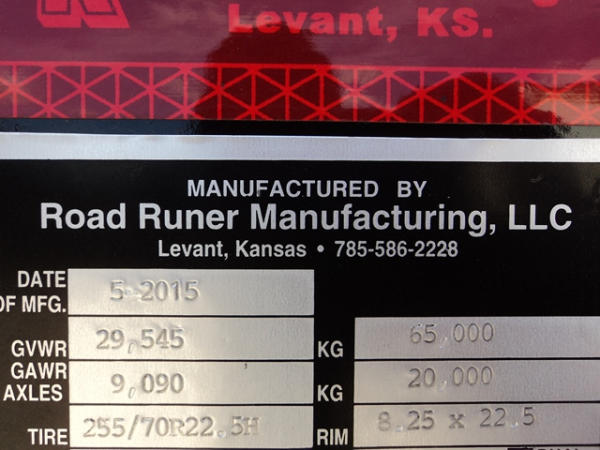 Levant, KS.
MANUFACTURED BY
Road Runer Manufacturing, LLC
Levant, Kansas • 785-586-2228
DATE
OF MFG. 5-2015
GVWR 29,545 KG 65,000
GAWR
AXLES 9,090 KG 20,000
TIRE 255/70R22.5H RIM 8.25 x 22.5